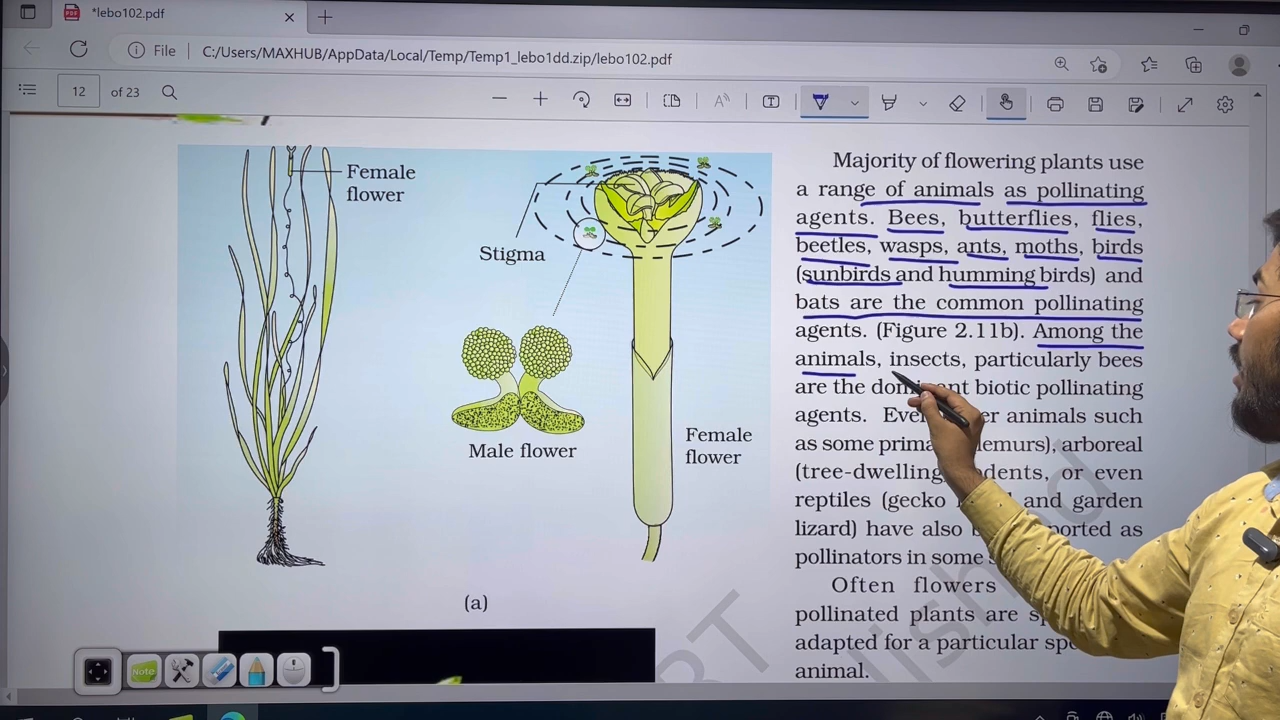 *lebo102.pdf
File
C:/Users/MAXHUB/AppData/Local/Temp/Temp1_lebo1dd.zip/lebo102.pdf
12 of 23
Female
flower
Stigma
Male flower
Female
flower
(a)
Majority of flowering plants use
a range of animals as pollinating
agents. Bees, butterflies, flies,
beetles, wasps, ants, moths, birds
(sunbirds and humming birds) and
bats are the common pollinating
agents. (Figure 2.11b). Among the
animals, insects, particularly bees
are the dominant biotic pollinating
agents. animals such
as some lemurs), arboreal
(tree-dwelling or even
reptiles (gecko and garden
lizard) have also as
pollinators in some
Often flowers
pollinated plants are
adapted for a particular
animal.
Note